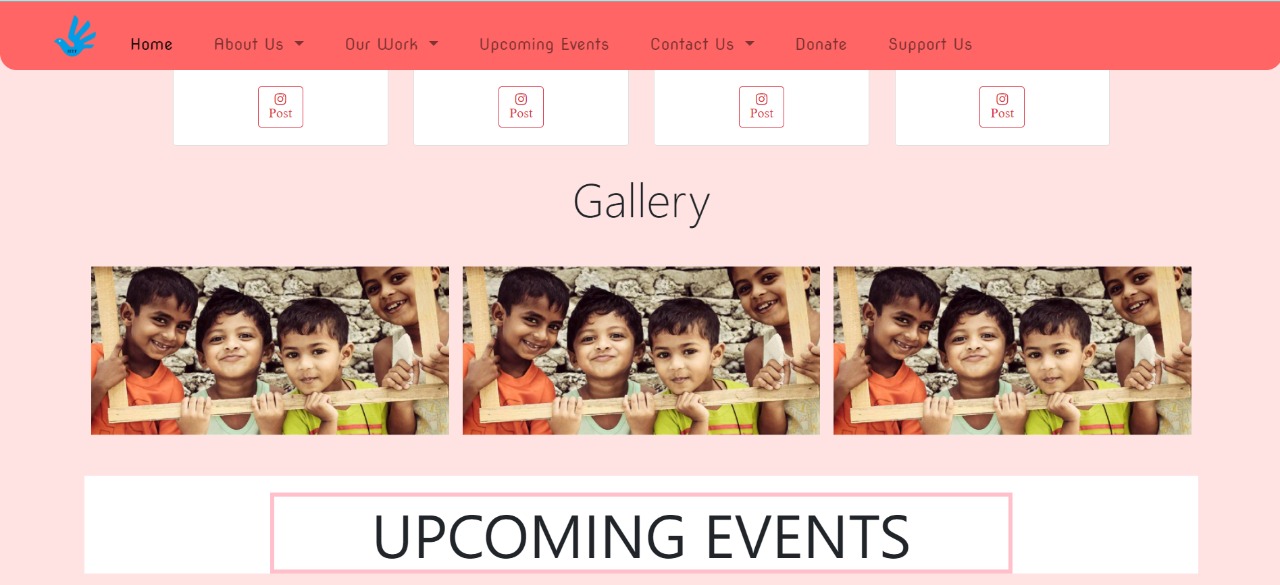 Home About Us Our Work Upcoming Events Contact Us Donate Support Us
Post Post Post Post
Gallery
UPCOMING EVENTS